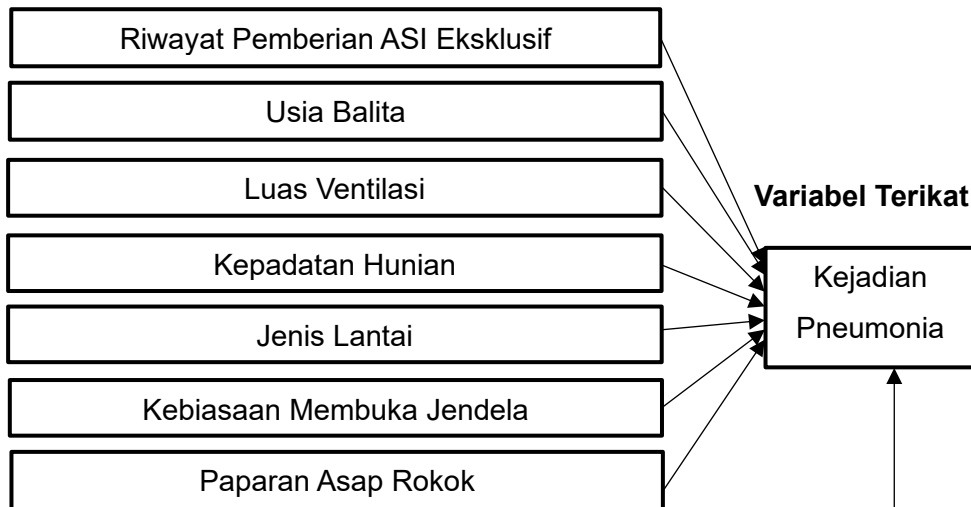 Riwayat Pemberian ASI Eksklusif
Usia Balita
Luas Ventilasi
Kepadatan Hunian
Jenis Lantai
Kebiasaan Membuka Jendela
Paparan Asap Rokok
Variabel Terikat
Kejadian
Pneumonia